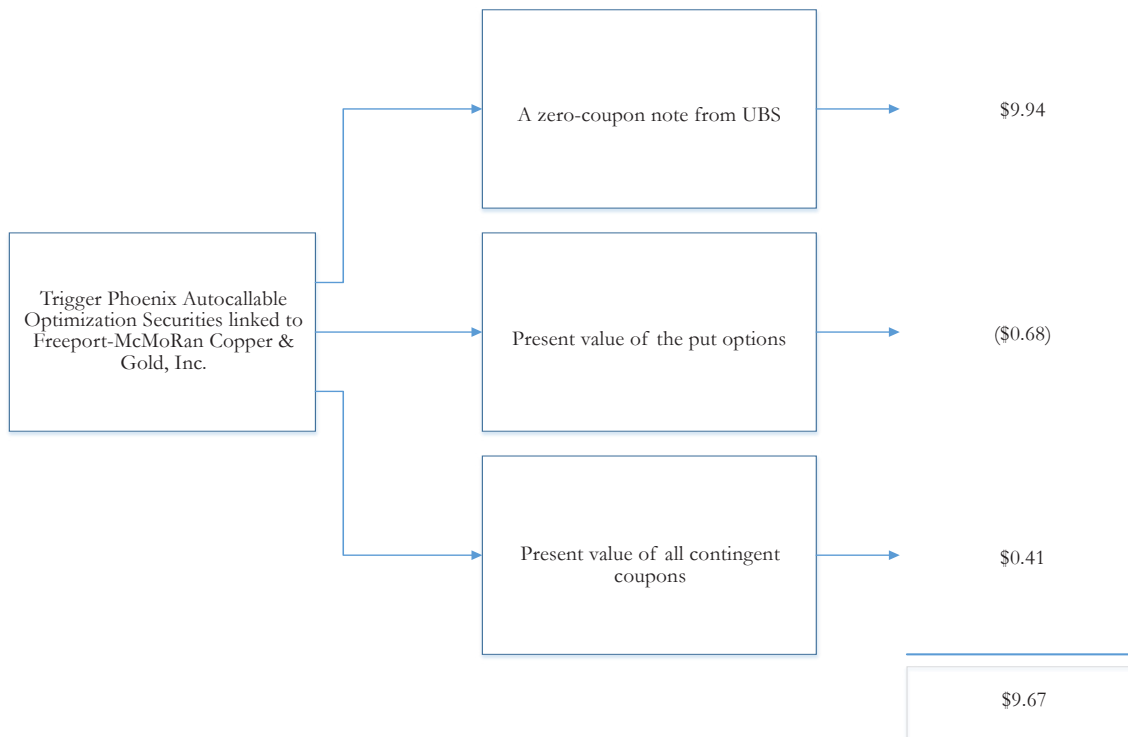 A zero-coupon note from UBS
$9.94
Trigger Phoenix Autocallable
Optimization Securities linked to
Freeport-McMoRan Copper &
Gold, Inc.
Present value of the put options
($0.68)
Present value of all contingent
coupons
$0.41
$9.67